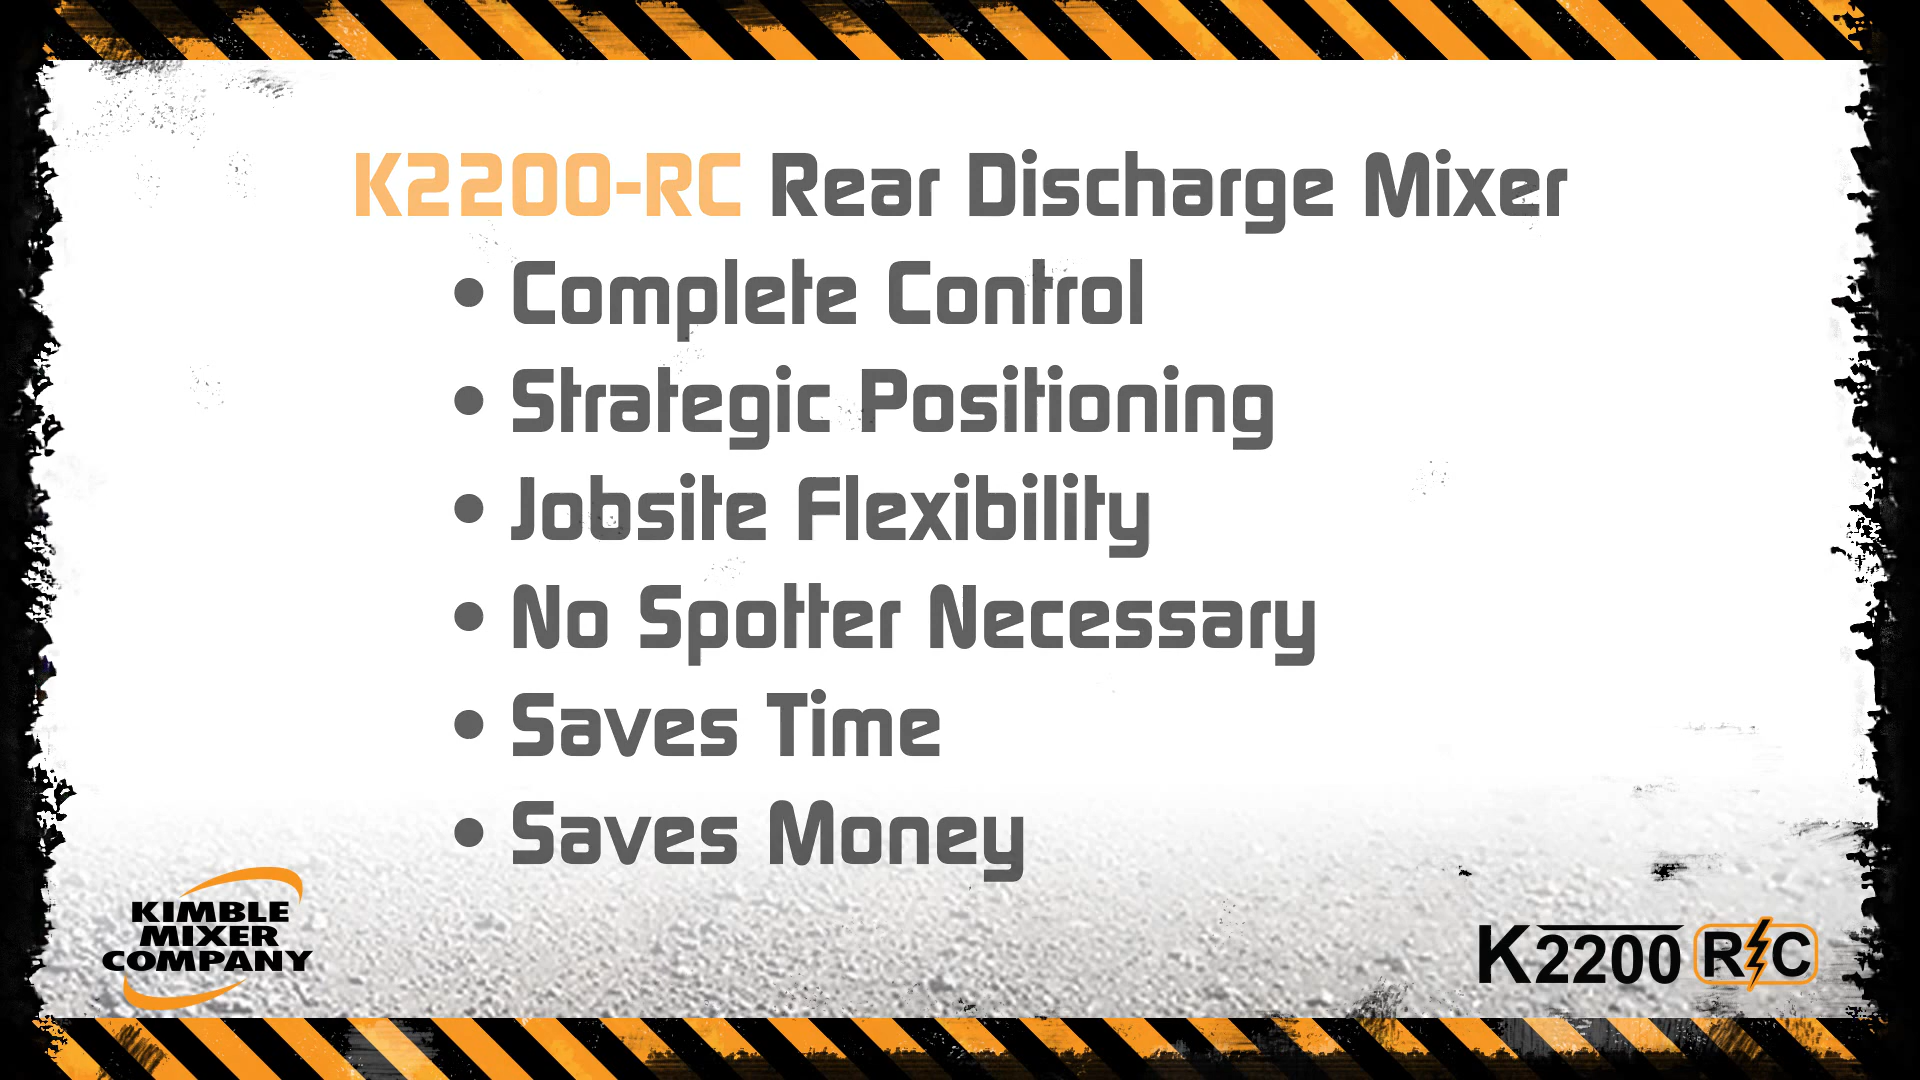 K2200-RC Rear Discharge Mixer
• Complete Control
• Strategic Positioning
• Jobsite Flexibility
• No Spotter Necessary
• Saves Time
• Saves Money
KIMBLE
MIXER
COMPANY
K2200 RC